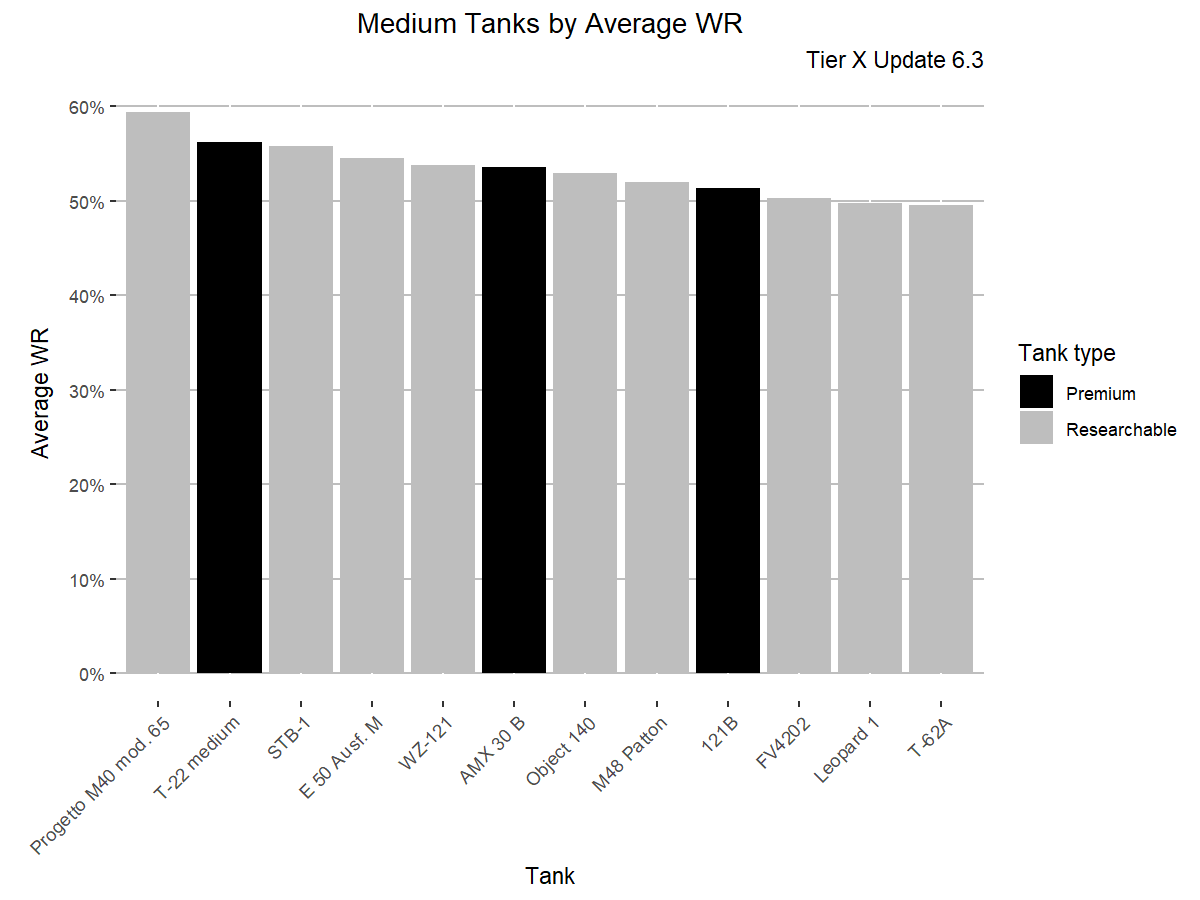 Medium Tanks by Average WR
Tier X Update 6.3
60%
50%
40%
30%
20%
10%
0%
Average WR
Progetto M40 mod. 65
T-22 medium
STB-1
E 50 Ausf. M
WZ-121
AMX 30 B
Object 140
M48 Patton
121B
FV4202
Leopard 1
T-62A
Tank
Tank type
Premium
Researchable